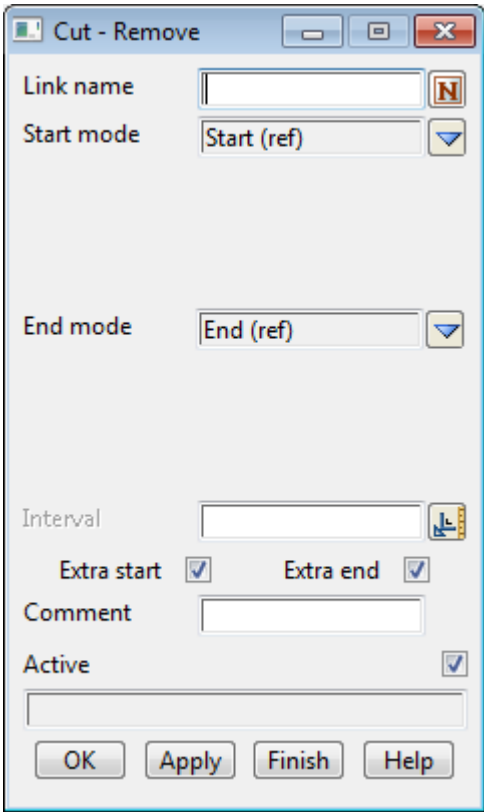 Cut - Remove
Link name N
Start mode Start (ref)
End mode End (ref)
Interval
Extra start Extra end
Comment
Active
OK Apply Finish Help